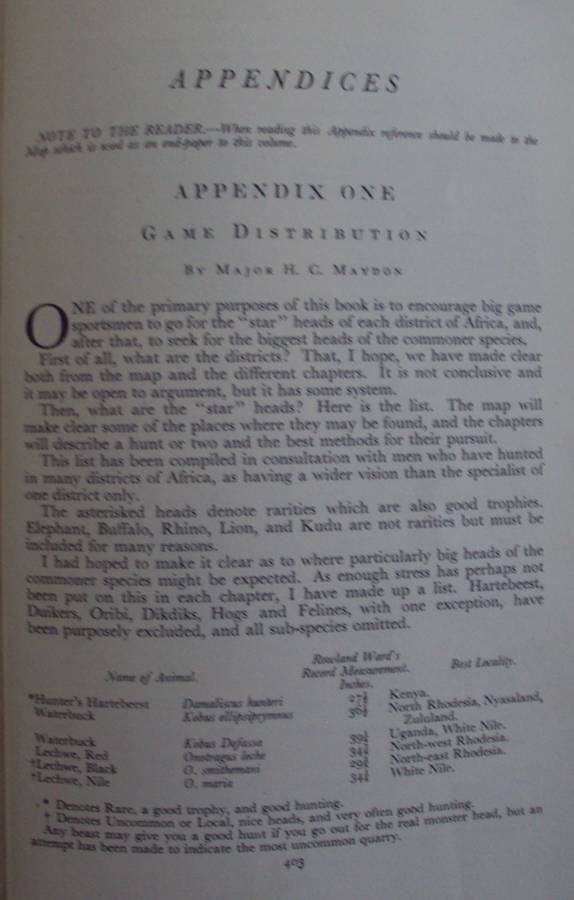 APPENDICES
NOTE TO THE READER.—When reading this Appendix reference should be made to the
Map which is used as an end-paper to this volume.
APPENDIX ONE
GAME DISTRIBUTION
BY MAJOR H. C. MAYDON
ONE of the primary purposes of this book is to encourage big game
sportsmen to go for the "star" heads of each district of Africa, and,
after that, to seek for the biggest heads of the commoner species.
First of all, what are the districts? That, I hope, we have made clear
both from the map and the different chapters. It is not conclusive and
it may be open to argument, but it has some system.
Then, what are the "star" heads? Here is the list. The map will
make clear some of the places where they may be found, and the chapters
will describe a hunt or two and the best methods for their pursuit.
This list has been compiled in consultation with men who have hunted
in many districts of Africa, as having a wider vision than the specialist of
one district only.
The asterisked heads denote rarities which are also good trophies.
Elephant, Buffalo, Rhino, Lion, and Kudu are not rarities but must be
included for many reasons.
I had hoped to make it clear as to where particularly big heads of the
commoner species might be expected. As enough stress has perhaps not
been put on this in each chapter, I have made up a list. Hartebeest,
Duikers, Oribi, Dikdiks, Hogs and Felines, with one exception, have
been purposely excluded, and all sub-species omitted.
Name of Animal. Rowland Ward's Record Measurement. Inches. Best Locality.
*Hunter's Hartebeest Damaliscus hunteri Kenya.
Waterbuck Kobus ellipsiprymnus North Rhodesia, Nyasaland,
Zululand.
Waterbuck Kobus Defassa Uganda, White Nile.
Lechwe, Red Onotragus leche North-west Rhodesia.
†Lechwe, Black O. smithemani North-east Rhodesia.
†Lechwe, Nile O. maria White Nile.
* Denotes Rare, a good trophy, and good hunting.
† Denotes Uncommon or Local, nice heads, and very often good hunting.
Any beast may give you a good hunt if you go out for the real monster head, but an
attempt has been made to indicate the most uncommon quarry.
403